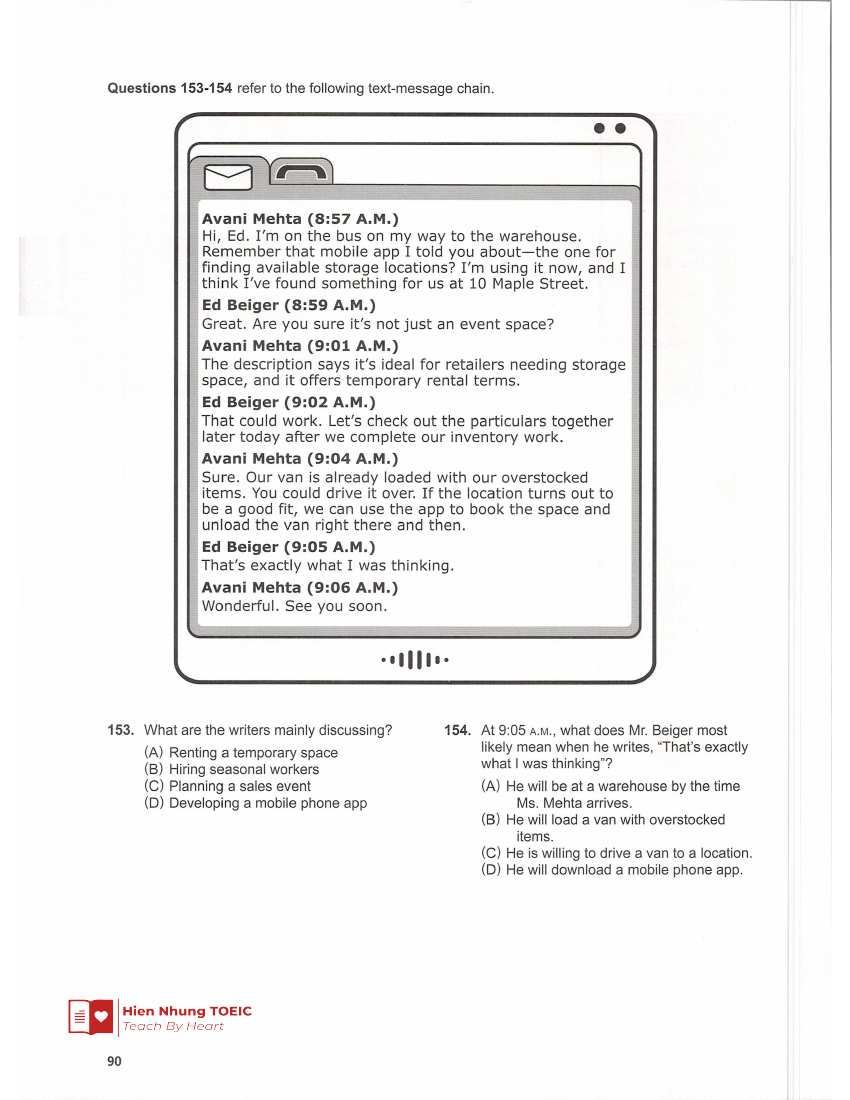 Questions 153-154 refer to the following text-message chain.
Avani Mehta (8:57 A.M.)
Hi, Ed. I'm on the bus on my way to the warehouse.
Remember that mobile app I told you about—the one for
finding available storage locations? I'm using it now, and I
think I've found something for us at 10 Maple Street.
Ed Beiger (8:59 A.M.)
Great. Are you sure it's not just an event space?
Avani Mehta (9:01 A.M.)
The description says it's ideal for retailers needing storage
space, and it offers temporary rental terms.
Ed Beiger (9:02 A.M.)
That could work. Let's check out the particulars together
later today after we complete our inventory work.
Avani Mehta (9:04 A.M.)
Sure. Our van is already loaded with our overstocked
items. You could drive it over. If the location turns out to
be a good fit, we can use the app to book the space and
unload the van right there and then.
Ed Beiger (9:05 A.M.)
That's exactly what I was thinking.
Avani Mehta (9:06 A.M.)
Wonderful. See you soon.
153. What are the writers mainly discussing?
(A) Renting a temporary space
(B) Hiring seasonal workers
(C) Planning a sales event
(D) Developing a mobile phone app
154. At 9:05 A.M., what does Mr. Beiger most
likely mean when he writes, "That's exactly
what I was thinking"?
(A) He will be at a warehouse by the time
Ms. Mehta arrives.
(B) He will load a van with overstocked
items.
(C) He is willing to drive a van to a location.
(D) He will download a mobile phone app.
Hien Nhung TOEIC
Teach By Heart
90